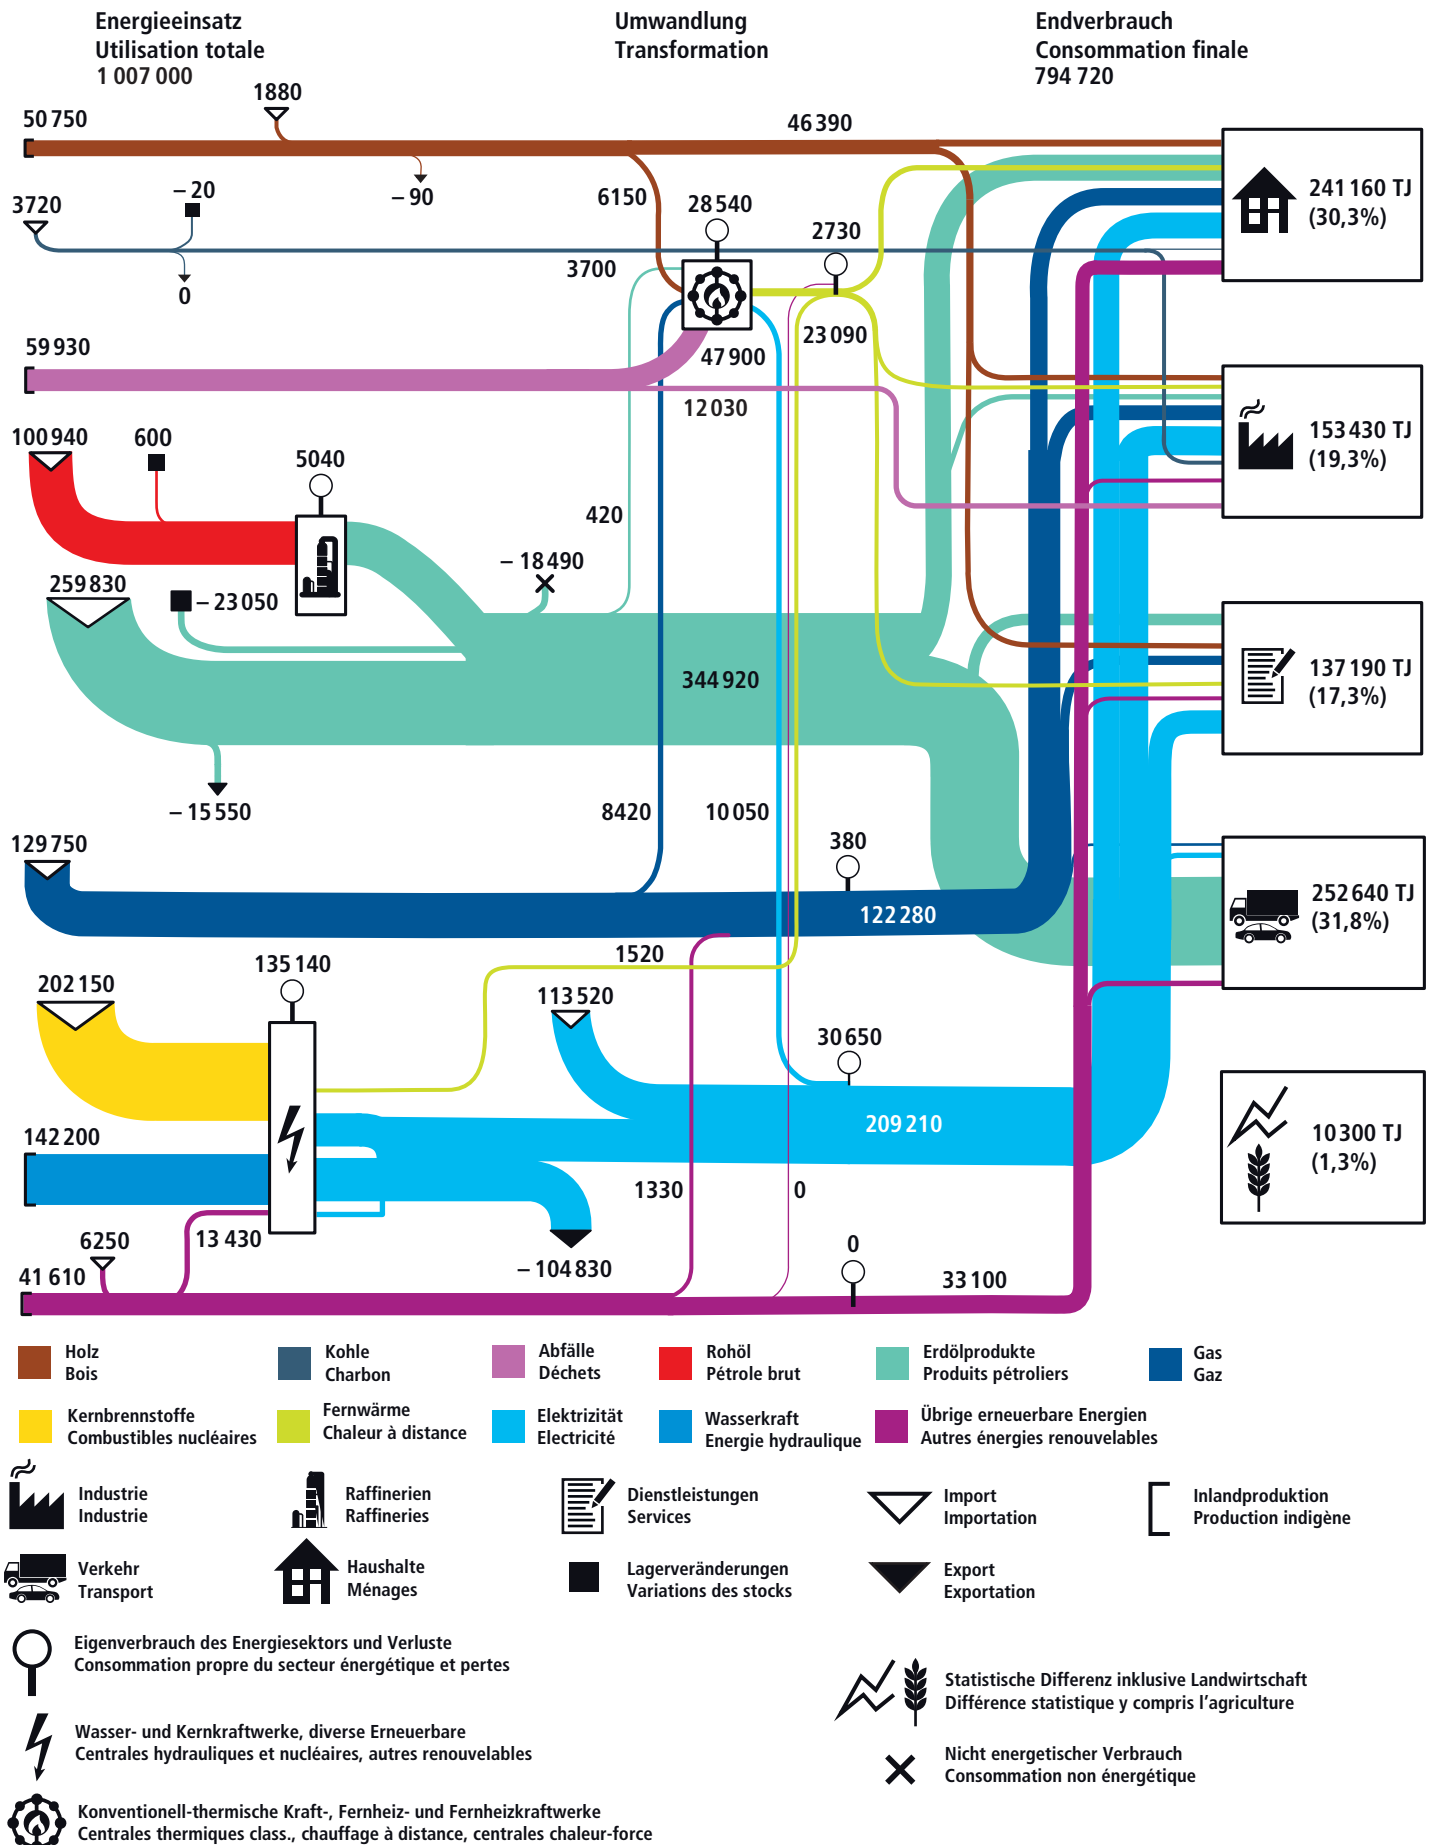 Energieeinsatz
Utilisation totale
1 007 000
Umwandlung
Transformation
Endverbrauch
Consommation finale
794 720
1880
50 750
46 390
– 20
– 90
3720
6150
28 540
2730
241 160 TJ
(30,3%)
3700
0
59 930
47 900
23 090
12 030
100 940
600
5040
153 430 TJ
(19,3%)
420
– 18 490
259 830
– 23 050
344 920
137 190 TJ
(17,3%)
– 15 550
8420
10 050
129 750
380
122 280
252 640 TJ
(31,8%)
1520
135 140
202 150
113 520
30 650
209 210
10 300 TJ
(1,3%)
142 200
1330
0
13 430
6250
– 104 830
0
41 610
33 100
Holz
Bois
Kohle
Charbon
Abfälle
Déchets
Rohöl
Pétrole brut
Erdölprodukte
Produits pétroliers
Gas
Gaz
Kernbrennstoffe
Combustibles nucléaires
Fernwärme
Chaleur à distance
Elektrizität
Electricité
Wasserkraft
Energie hydraulique
Übrige erneuerbare Energien
Autres énergies renouvelables
Industrie
Industrie
Raffinerien
Raffineries
Dienstleistungen
Services
Import
Importation
Inlandproduktion
Production indigène
Verkehr
Transport
Haushalte
Ménages
Lagerveränderungen
Variations des stocks
Export
Exportation
Eigenverbrauch des Energiesektors und Verluste
Consommation propre du secteur énergétique et pertes
Statistische Differenz inklusive Landwirtschaft
Différence statistique y compris l’agriculture
Wasser- und Kernkraftwerke, diverse Erneuerbare
Centrales hydrauliques et nucléaires, autres renouvelables
Nicht energetischer Verbrauch
Consommation non énergétique
Konventionell-thermische Kraft-, Fernheiz- und Fernheizkraftwerke
Centrales thermiques class., chauffage à distance, centrales chaleur-force